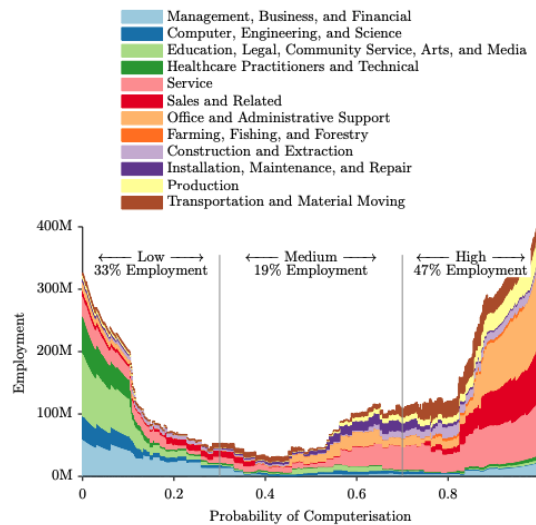 Management, Business, and Financial
Computer, Engineering, and Science
Education, Legal, Community Service, Arts, and Media
Healthcare Practitioners and Technical
Service
Sales and Related
Office and Administrative Support
Farming, Fishing, and Forestry
Construction and Extraction
Installation, Maintenance, and Repair
Production
Transportation and Material Moving
400M
⟵ Low ⟶ ⟵ Medium ⟶ ⟵ High ⟶
33% Employment 19% Employment 47% Employment
300M
200M
Employment
100M
0M
0 0.2 0.4 0.6 0.8
Probability of Computerisation